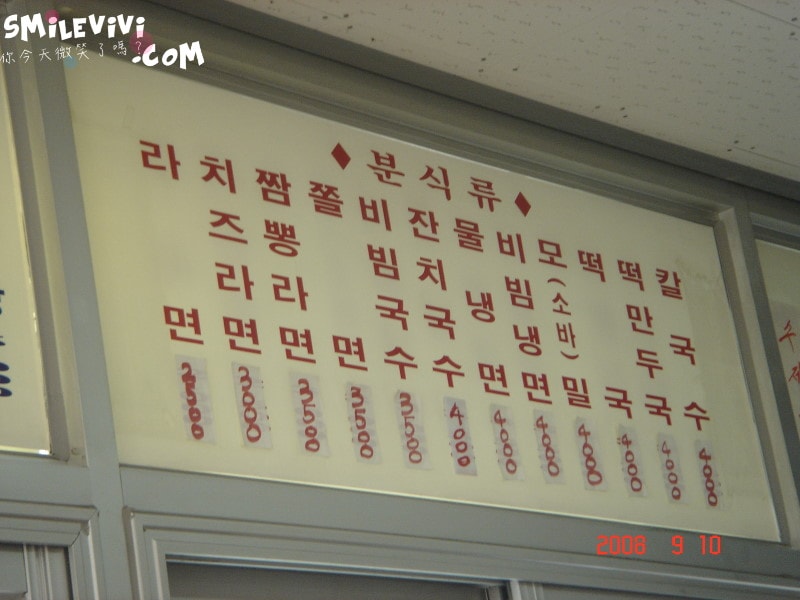 SMiLEViVi
你今天微笑了嗎?
.COM
◆분식류◆
라면 2500
치즈라면 3000
짬뽕라면 3500
쫄면 3500
비빔국수 3500
잔치국수 4000
물냉면 4000
비빔냉면 4000
모(소바)밀 4000
떡국 4000
떡만두국 4000
칼국수 4000
2008 9 10